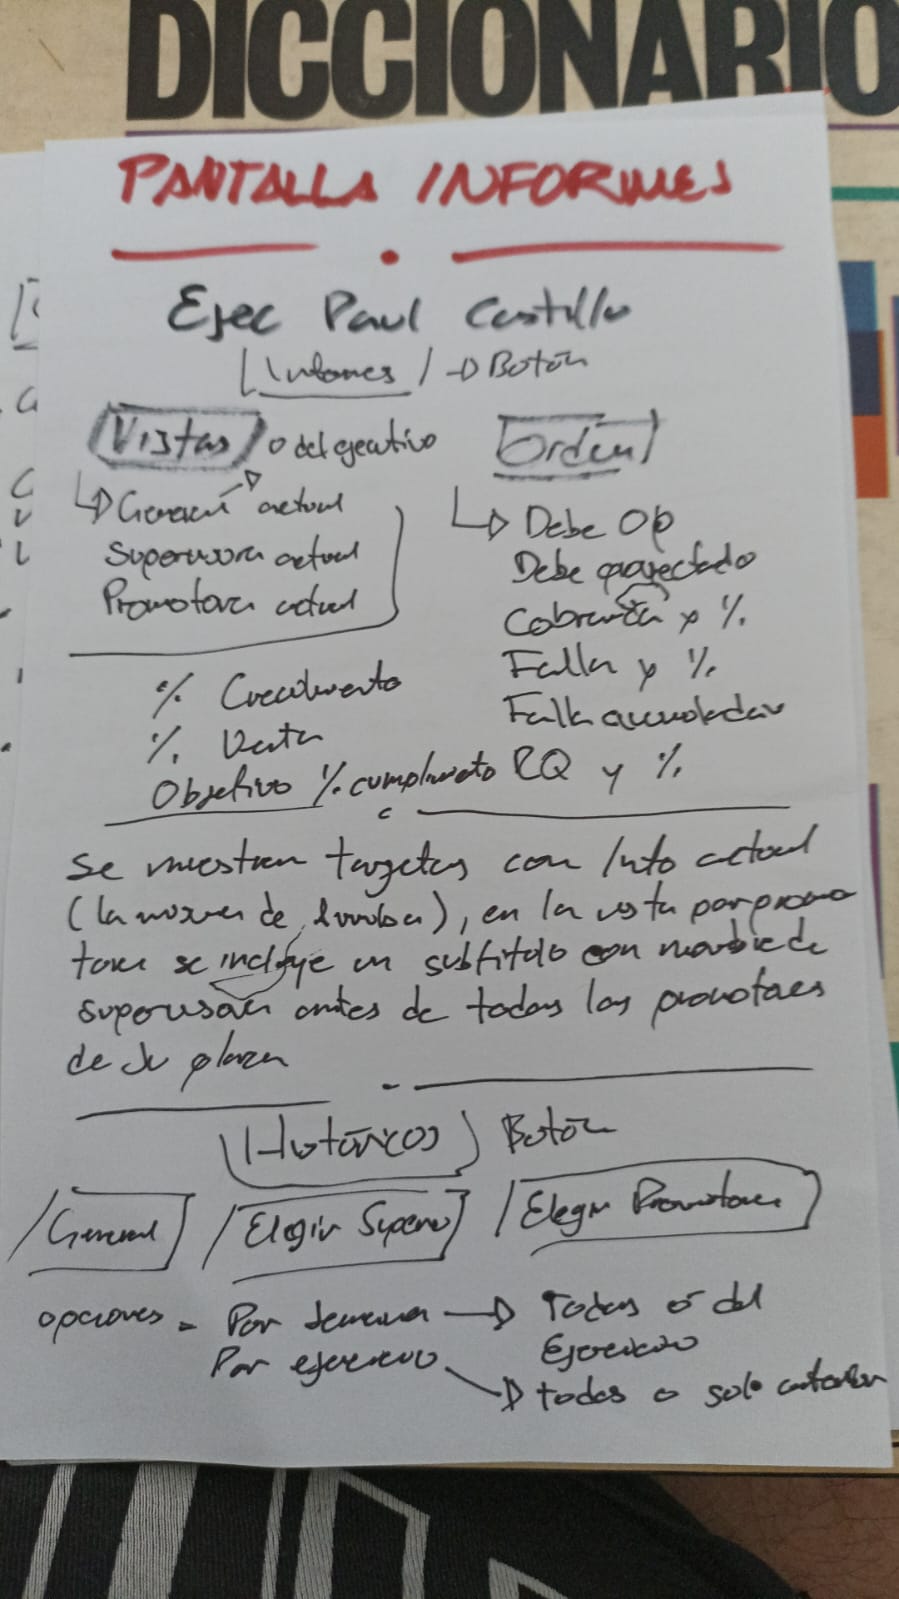 DICCIONARIO
PANTALLA INFORMES
Ejec Paul Castillo
Informes → Botón
Vistas o del ejecutivo
→ Gerencia actual
Supervisora actual
Promotora actual
Orden
→ Debe Op
Debe proyectado
Cobranza y %.
Falla y %.
Falla acumulada
% Crecimiento
% Venta
Objetivo % cumplimiento RQ y %.
Se muestran targetas con Info actual
(la misma de), en la vista por promo
tora se incluye un subtitulo con nombre de
supervisora antes de todas las promotoras
de su plaza
Históricos Botón
General
Elegir Superv
Elegir Promotora
opciones = Por semana → Todas ó del
Ejercicio
Por ejercicio → todos o solo anterior